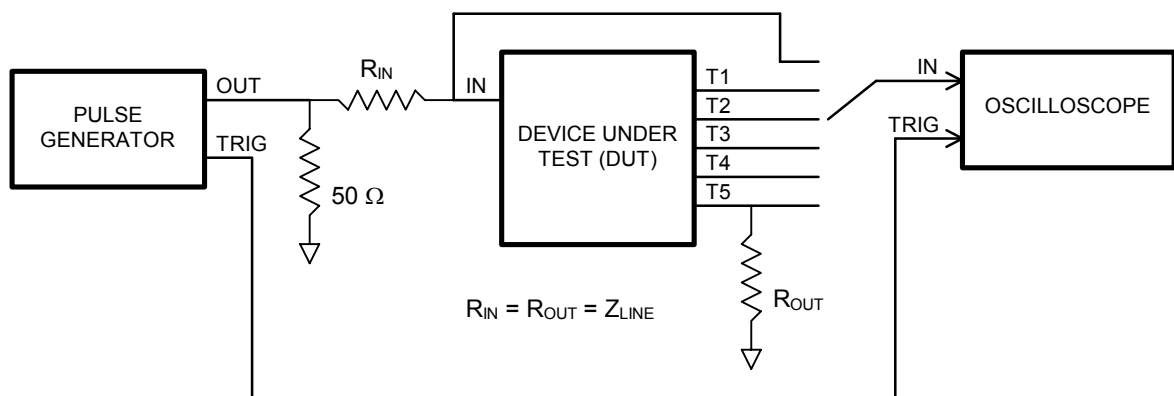 OUT
R_IN
IN
T1
T2
T3
T4
T5
IN
TRIG
PULSE
GENERATOR
TRIG
DEVICE UNDER
TEST (DUT)
OSCILLOSCOPE
50 Ω
R_OUT
R_IN = R_OUT = Z_LINE